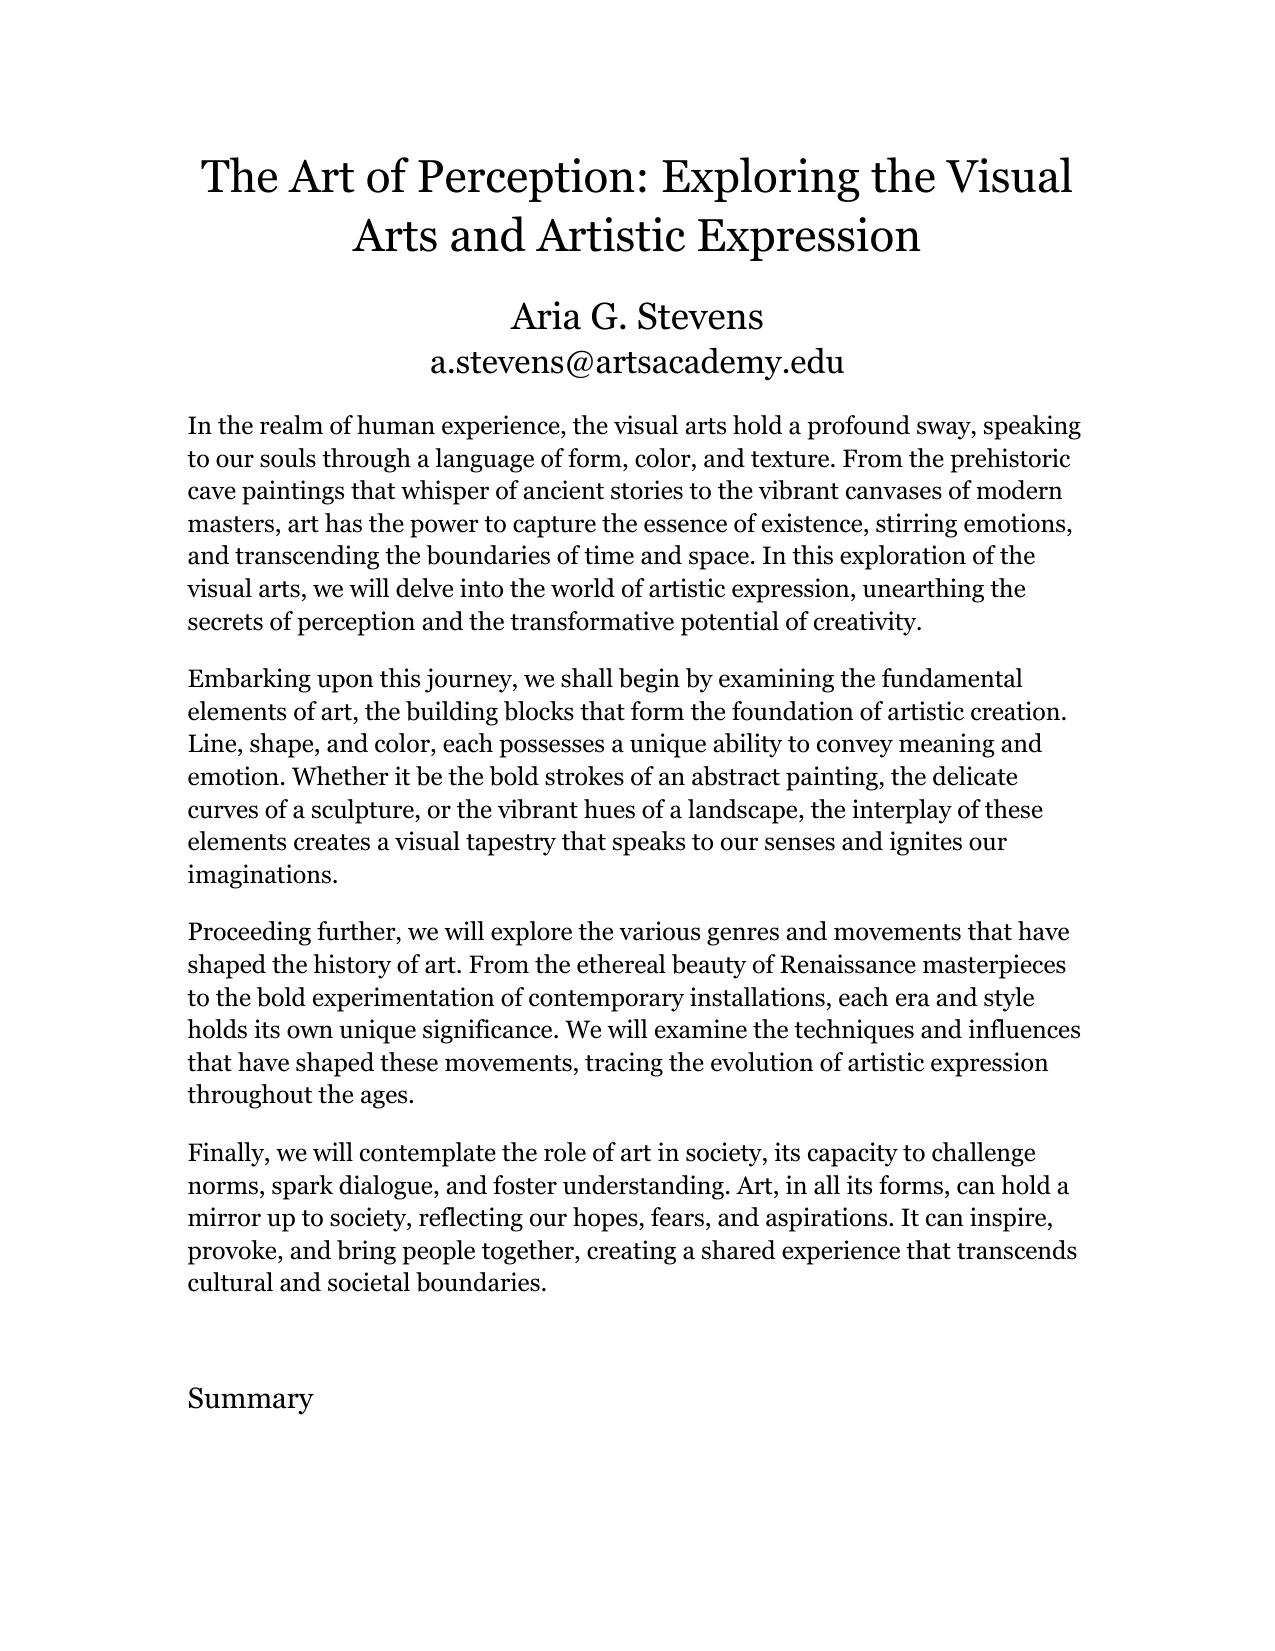 The Art of Perception: Exploring the Visual
Arts and Artistic Expression
Aria G. Stevens
a.stevens@artsacademy.edu
In the realm of human experience, the visual arts hold a profound sway, speaking
to our souls through a language of form, color, and texture. From the prehistoric
cave paintings that whisper of ancient stories to the vibrant canvases of modern
masters, art has the power to capture the essence of existence, stirring emotions,
and transcending the boundaries of time and space. In this exploration of the
visual arts, we will delve into the world of artistic expression, unearthing the
secrets of perception and the transformative potential of creativity.
Embarking upon this journey, we shall begin by examining the fundamental
elements of art, the building blocks that form the foundation of artistic creation.
Line, shape, and color, each possesses a unique ability to convey meaning and
emotion. Whether it be the bold strokes of an abstract painting, the delicate
curves of a sculpture, or the vibrant hues of a landscape, the interplay of these
elements creates a visual tapestry that speaks to our senses and ignites our
imaginations.
Proceeding further, we will explore the various genres and movements that have
shaped the history of art. From the ethereal beauty of Renaissance masterpieces
to the bold experimentation of contemporary installations, each era and style
holds its own unique significance. We will examine the techniques and influences
that have shaped these movements, tracing the evolution of artistic expression
throughout the ages.
Finally, we will contemplate the role of art in society, its capacity to challenge
norms, spark dialogue, and foster understanding. Art, in all its forms, can hold a
mirror up to society, reflecting our hopes, fears, and aspirations. It can inspire,
provoke, and bring people together, creating a shared experience that transcends
cultural and societal boundaries.
Summary